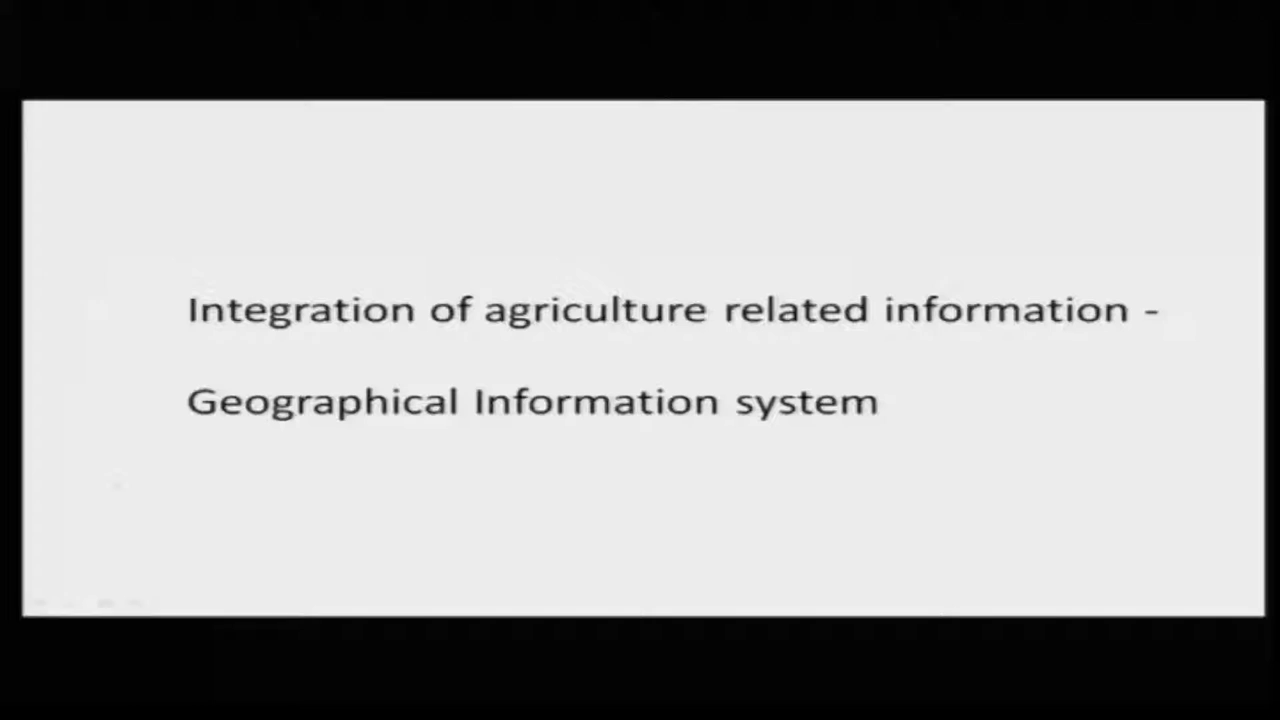 Integration of agriculture related information -
Geographical Information system